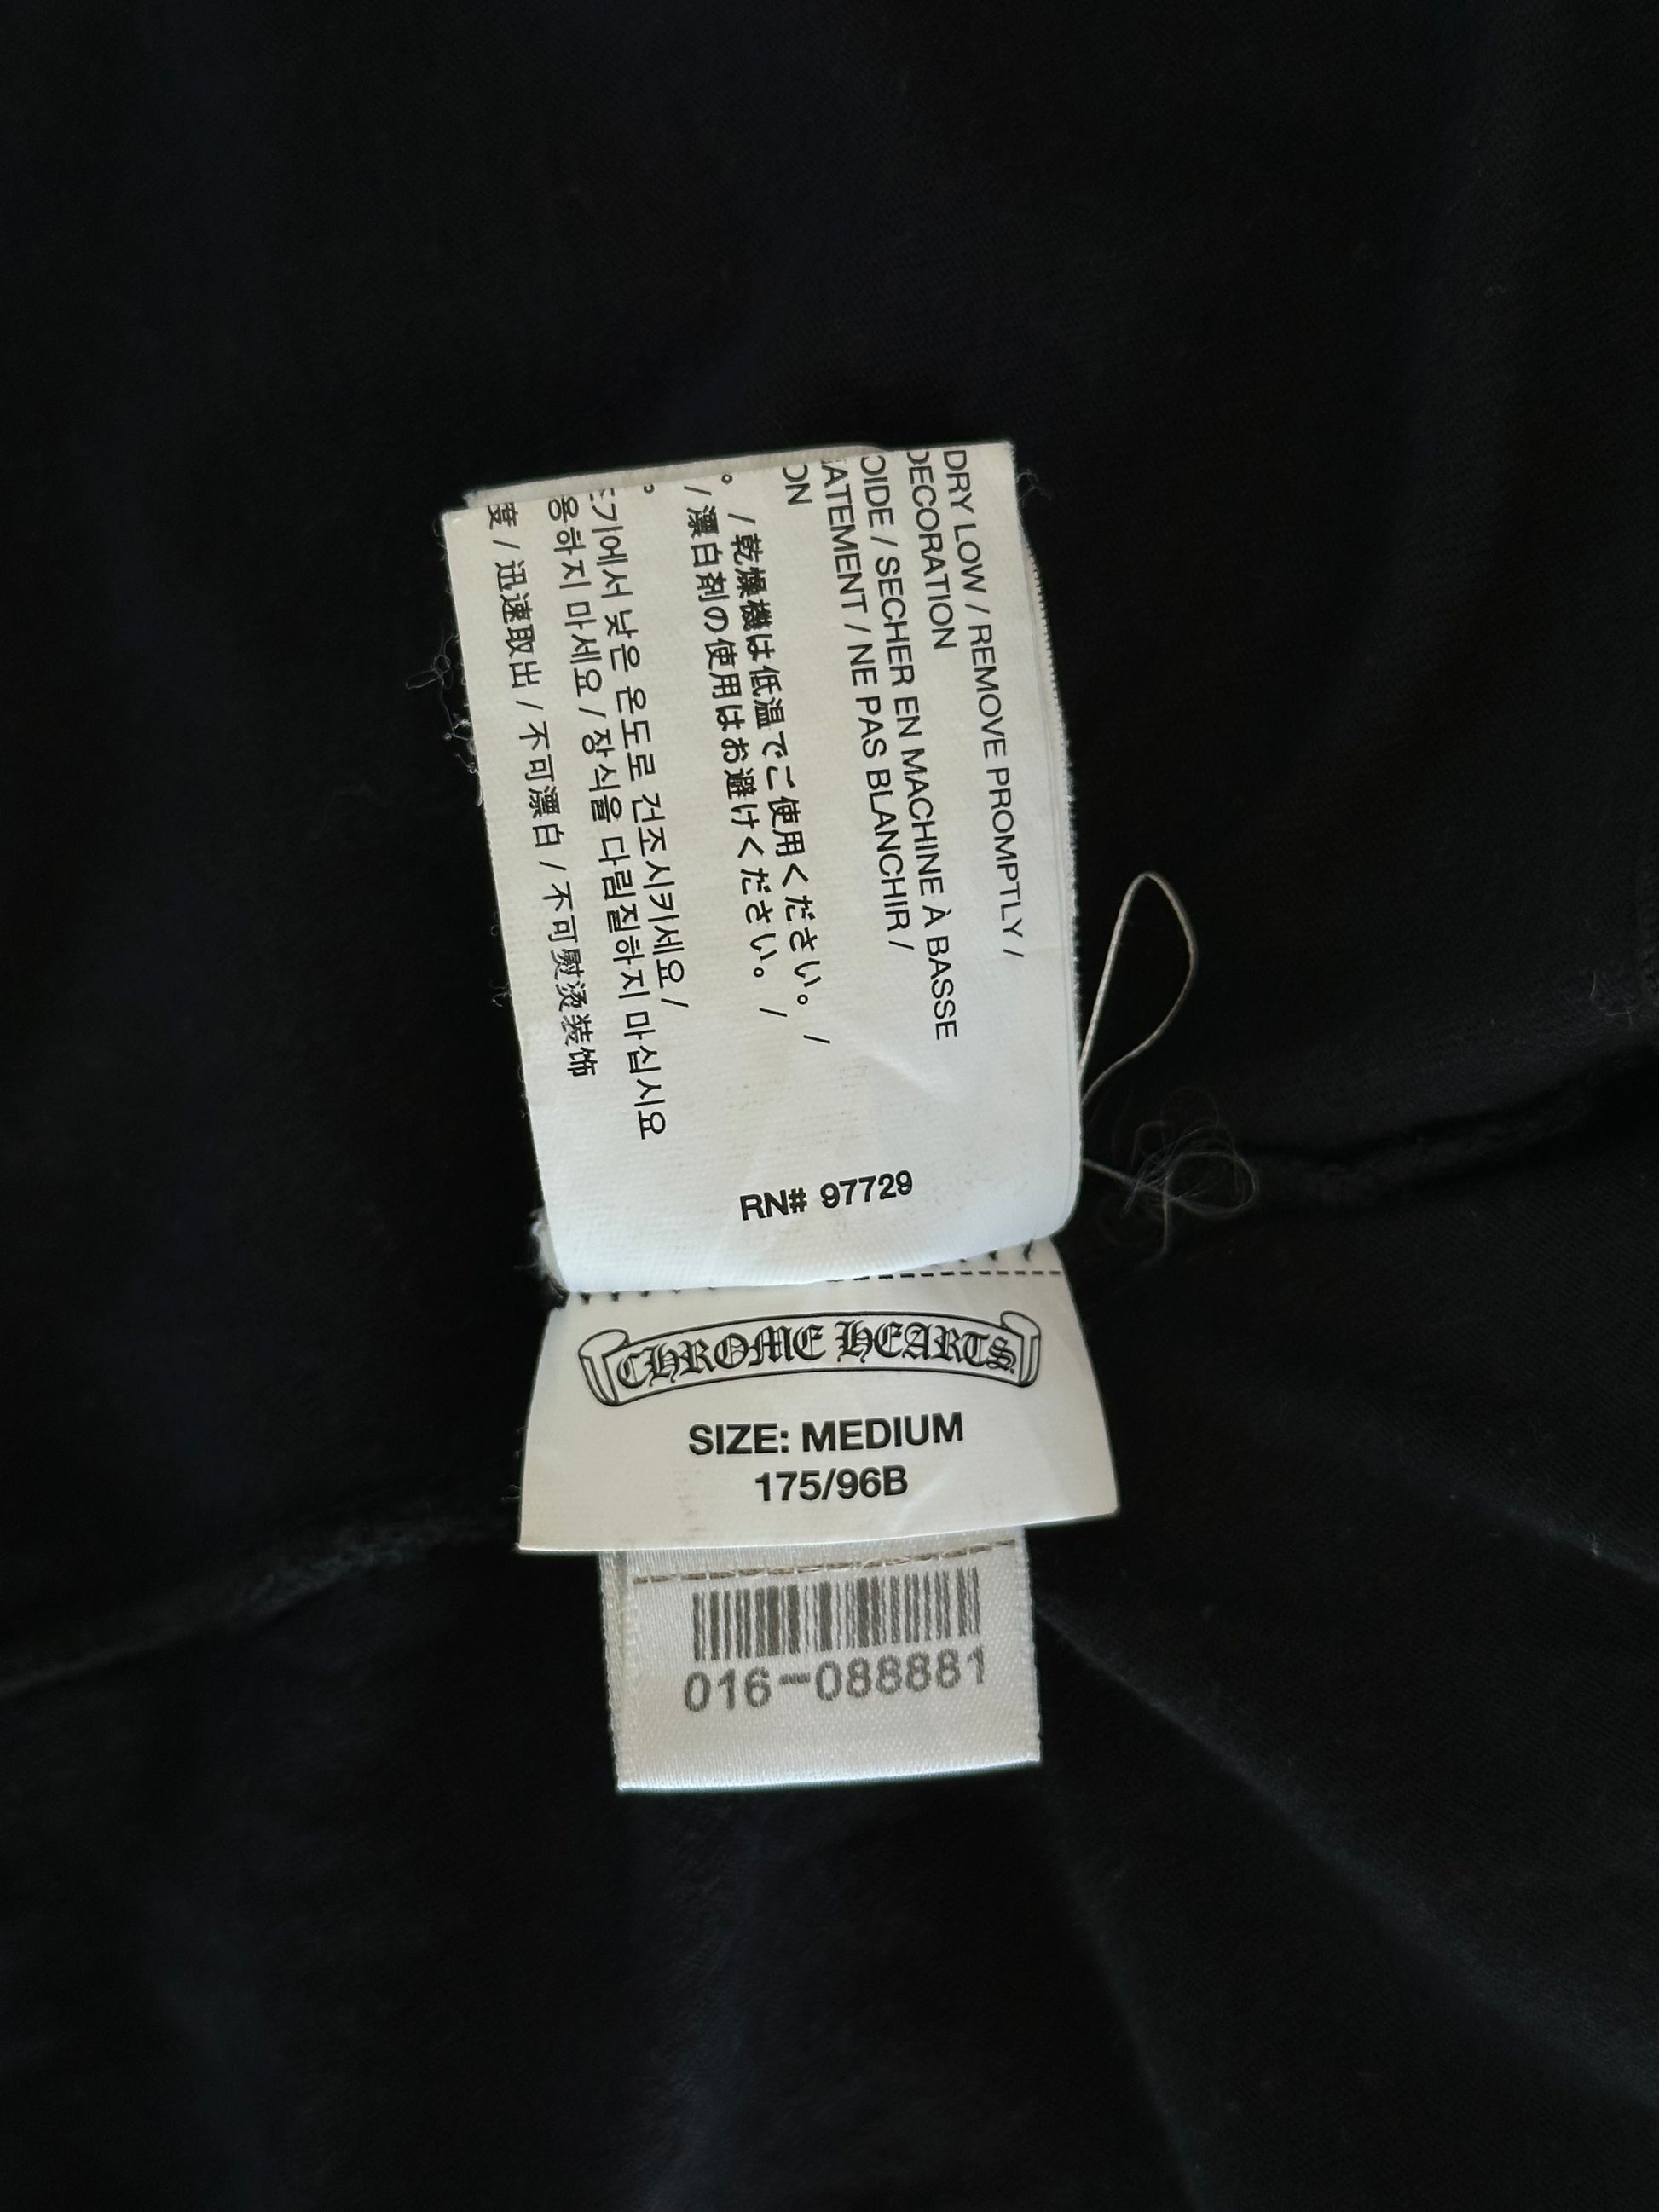 DRY LOW / REMOVE PROMPTLY /
DECORATION
OIDE / SECHER EN MACHINE À BASSE
ATEMENT / NE PAS BLANCHIR /
ON
。 / 乾燥機は低温でご使用ください。 /
/ 漂白剤の使用はお避けください。 /
。
기에서 낮은 온도로 건조시키세요 /
용하지 마세요 / 장식을 다림질하지 마십시요
度 / 迅速取出 / 不可漂白 / 不可熨烫装饰
RN# 97729
CHROME HEARTS
SIZE: MEDIUM
175/96B
016-088881